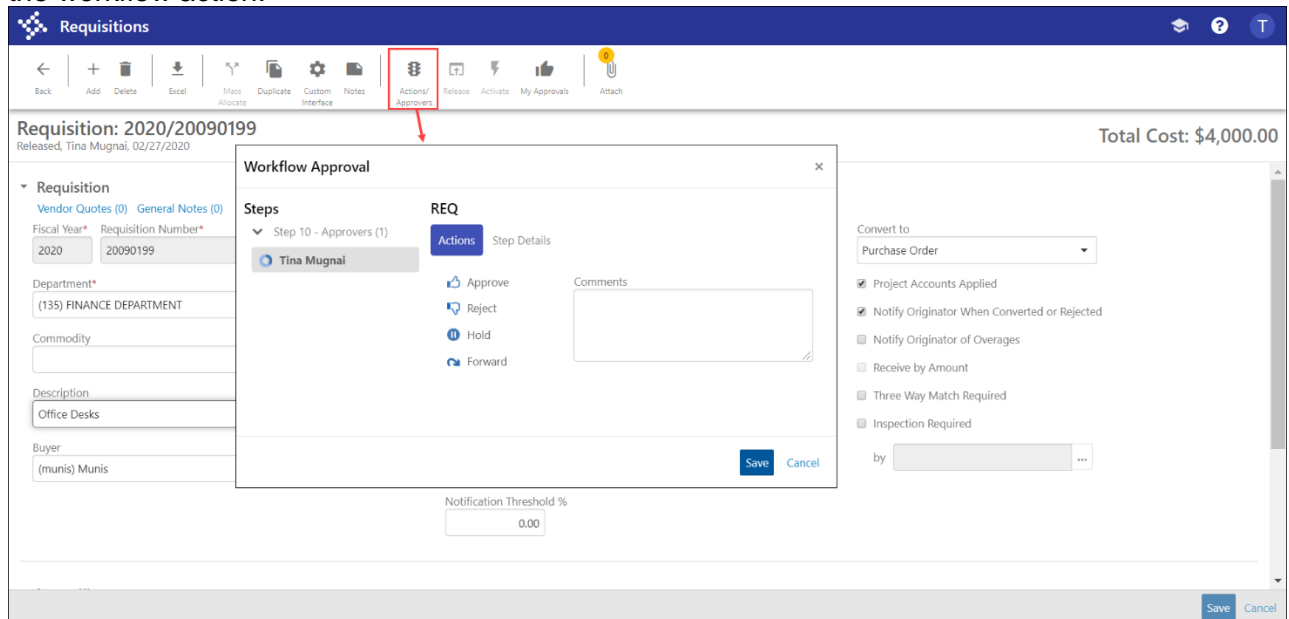 the workflow action.
Requisitions
? T
Back Add Delete Excel Mass Allocate Duplicate Custom Interface Notes Actions/ Approvers Release Activate My Approvals 0 Attach
Requisition: 2020/20090199
Released, Tina Mugnai, 02/27/2020
Total Cost: $4,000.00
Requisition
Vendor Quotes (0) General Notes (0)
Fiscal Year* Requisition Number*
2020 20090199
Department*
(135) FINANCE DEPARTMENT
Commodity
Description
Office Desks
Buyer
(munis) Munis
Workflow Approval ×
Steps
Step 10 - Approvers (1)
Tina Mugnai
REQ
Actions Step Details
Approve
Reject
Hold
Forward
Comments
Save Cancel
Notification Threshold %
0.00
Convert to
Purchase Order
Project Accounts Applied
Notify Originator When Converted or Rejected
Notify Originator of Overages
Receive by Amount
Three Way Match Required
Inspection Required
by ...
Save Cancel